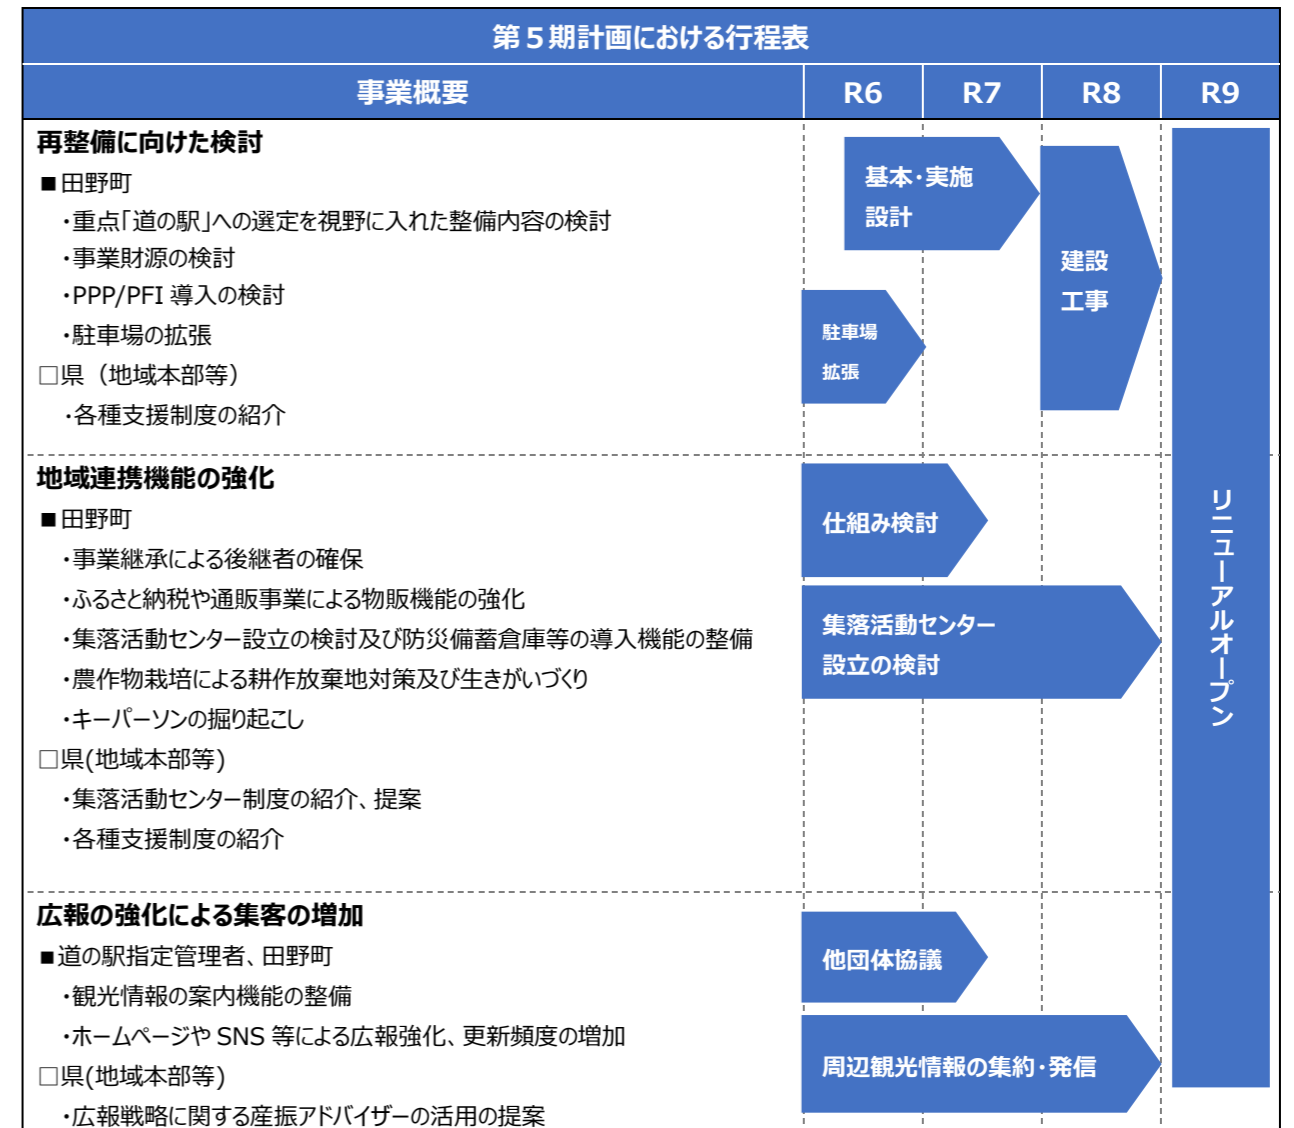 第５期計画における行程表
事業概要
R6
R7
R8
R9
再整備に向けた検討
■田野町
・重点「道の駅」への選定を視野に入れた整備内容の検討
・事業財源の検討
・PPP/PFI 導入の検討
・駐車場の拡張
□県（地域本部等）
・各種支援制度の紹介
基本・実施
設計
建設
工事
駐車場
拡張
リニューアルオープン
地域連携機能の強化
■田野町
・事業継承による後継者の確保
・ふるさと納税や通販事業による物販機能の強化
・集落活動センター設立の検討及び防災備蓄倉庫等の導入機能の整備
・農作物栽培による耕作放棄地対策及び生きがいづくり
・キーパーソンの掘り起こし
□県(地域本部等)
・集落活動センター制度の紹介、提案
・各種支援制度の紹介
仕組み検討
集落活動センター
設立の検討
広報の強化による集客の増加
■道の駅指定管理者、田野町
・観光情報の案内機能の整備
・ホームページや SNS 等による広報強化、更新頻度の増加
□県(地域本部等)
・広報戦略に関する産振アドバイザーの活用の提案
他団体協議
周辺観光情報の集約・発信